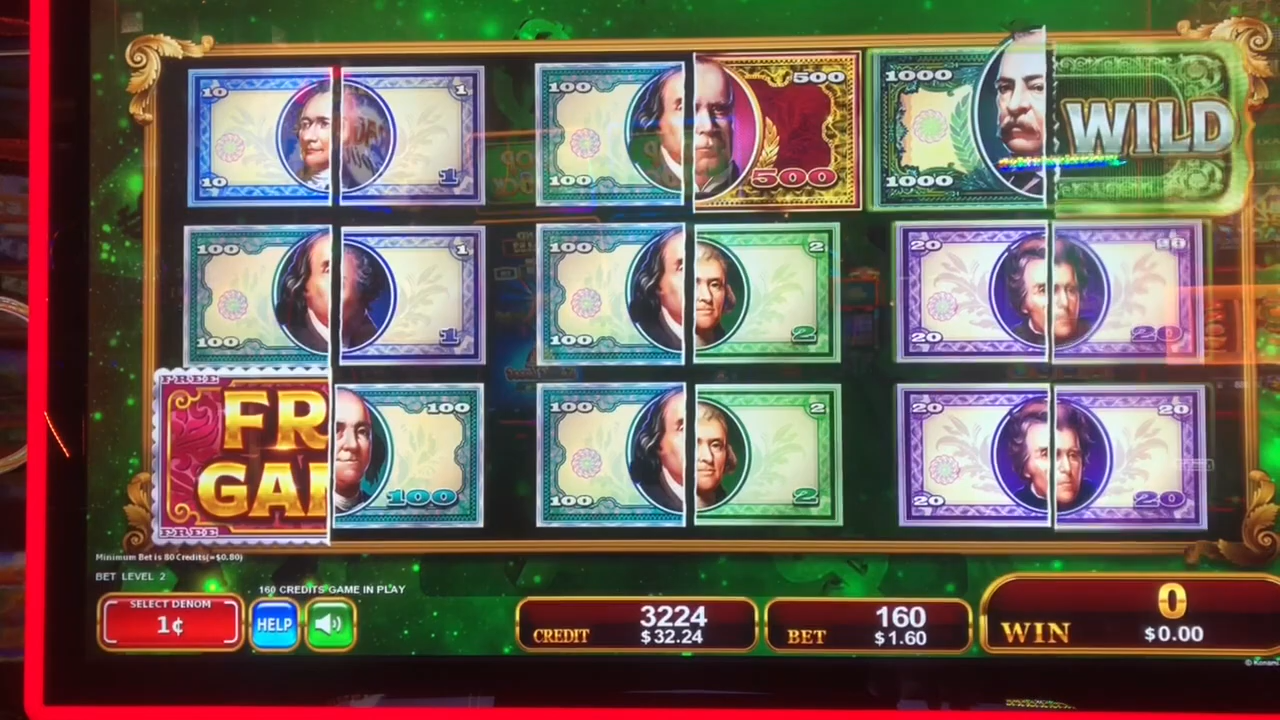 10 1 100 500 1000 WILD
10 1 100 500 1000
100 1 100 2 20 20
100 1 100 2 20 20
FREE
FR 100 100 2 20 20
GA
100 100 2 20 20
FREE
Minimum Bet is 80 Credits(=$0.80)
BET LEVEL 2
160 CREDITS GAME IN PLAY
SELECT DENOM
1¢
HELP
CREDIT 3224
$32.24
BET 160
$1.60
WIN 0
$0.00
© Konami